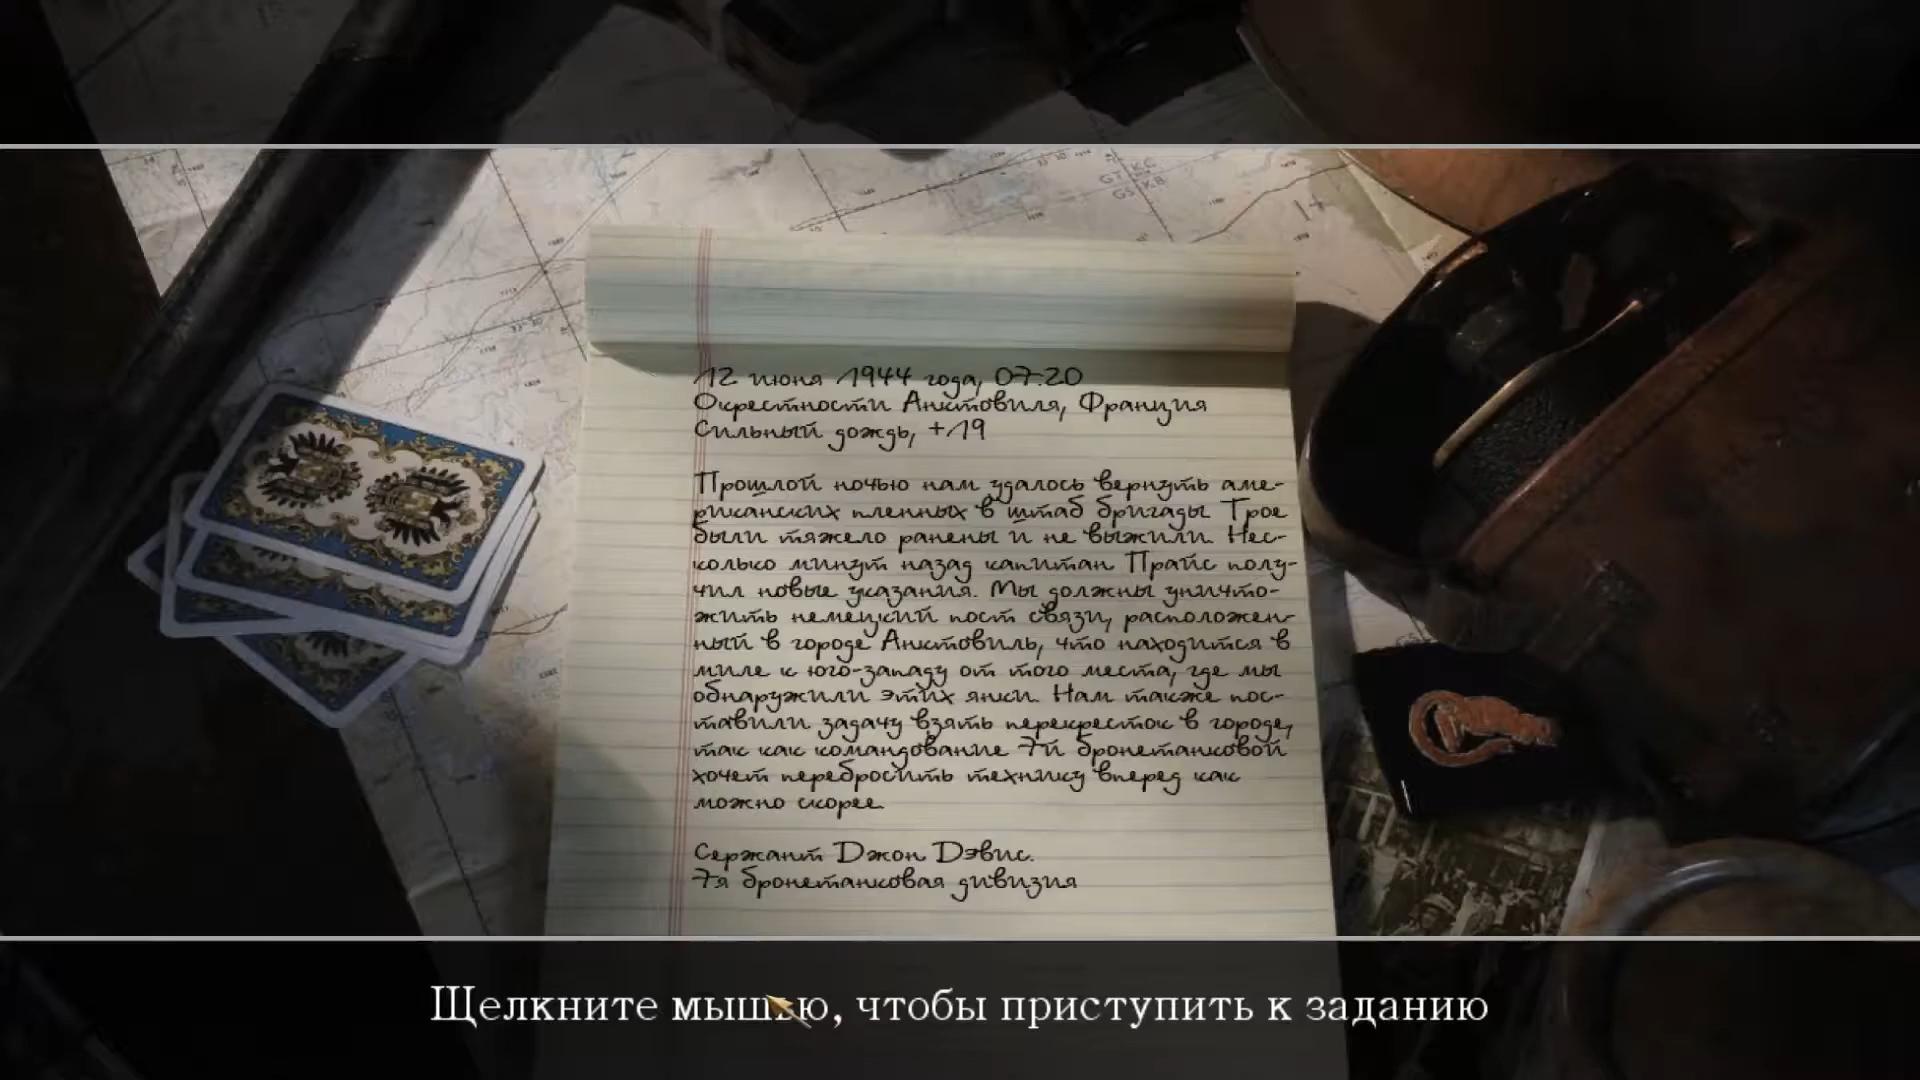 12 июня 1944 года, 07:20
Окрестности Анктовиля, Франция
Сильный дождь, +19
Прошлой ночью нам удалось вернуть аме-
риканских пленных в штаб бригады. Трое
были тяжело ранены и не выжили. Нес-
колько минут назад капитан Прайс полу-
чил новые указания. Мы должны уничто-
жить немецкий пост связи, расположен-
ный в городе Анктовиль, что находится в
миле к юго-западу от того места, где мы
обнаружили этих янки. Нам также пос-
тавили задачу взять перекресток в городе,
так как командование 7й бронетанковой
хочет перебросить технику вперед как
можно скорее.
Сержант Джон Дэвис.
7я бронетанковая дивизия
Щелкните мышью, чтобы приступить к заданию